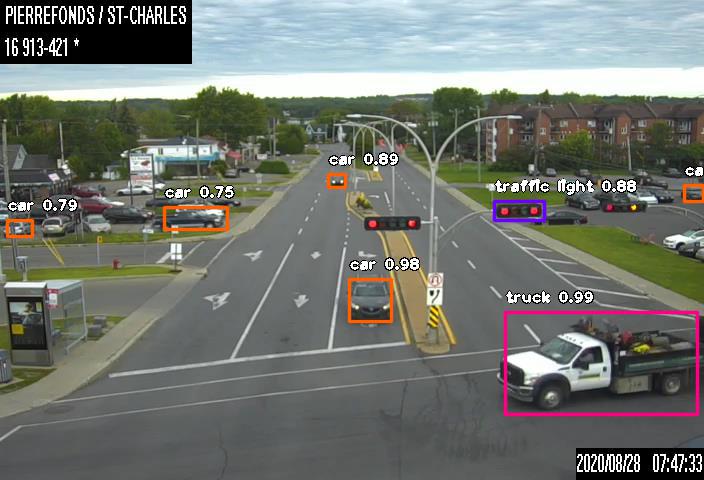 PIERREFONDS / ST-CHARLES
16 913-421 *
car 0.89
car 0.75
car 0.79
traffic light 0.88
ca
car 0.98
truck 0.99
2020/08/28 07:47:33